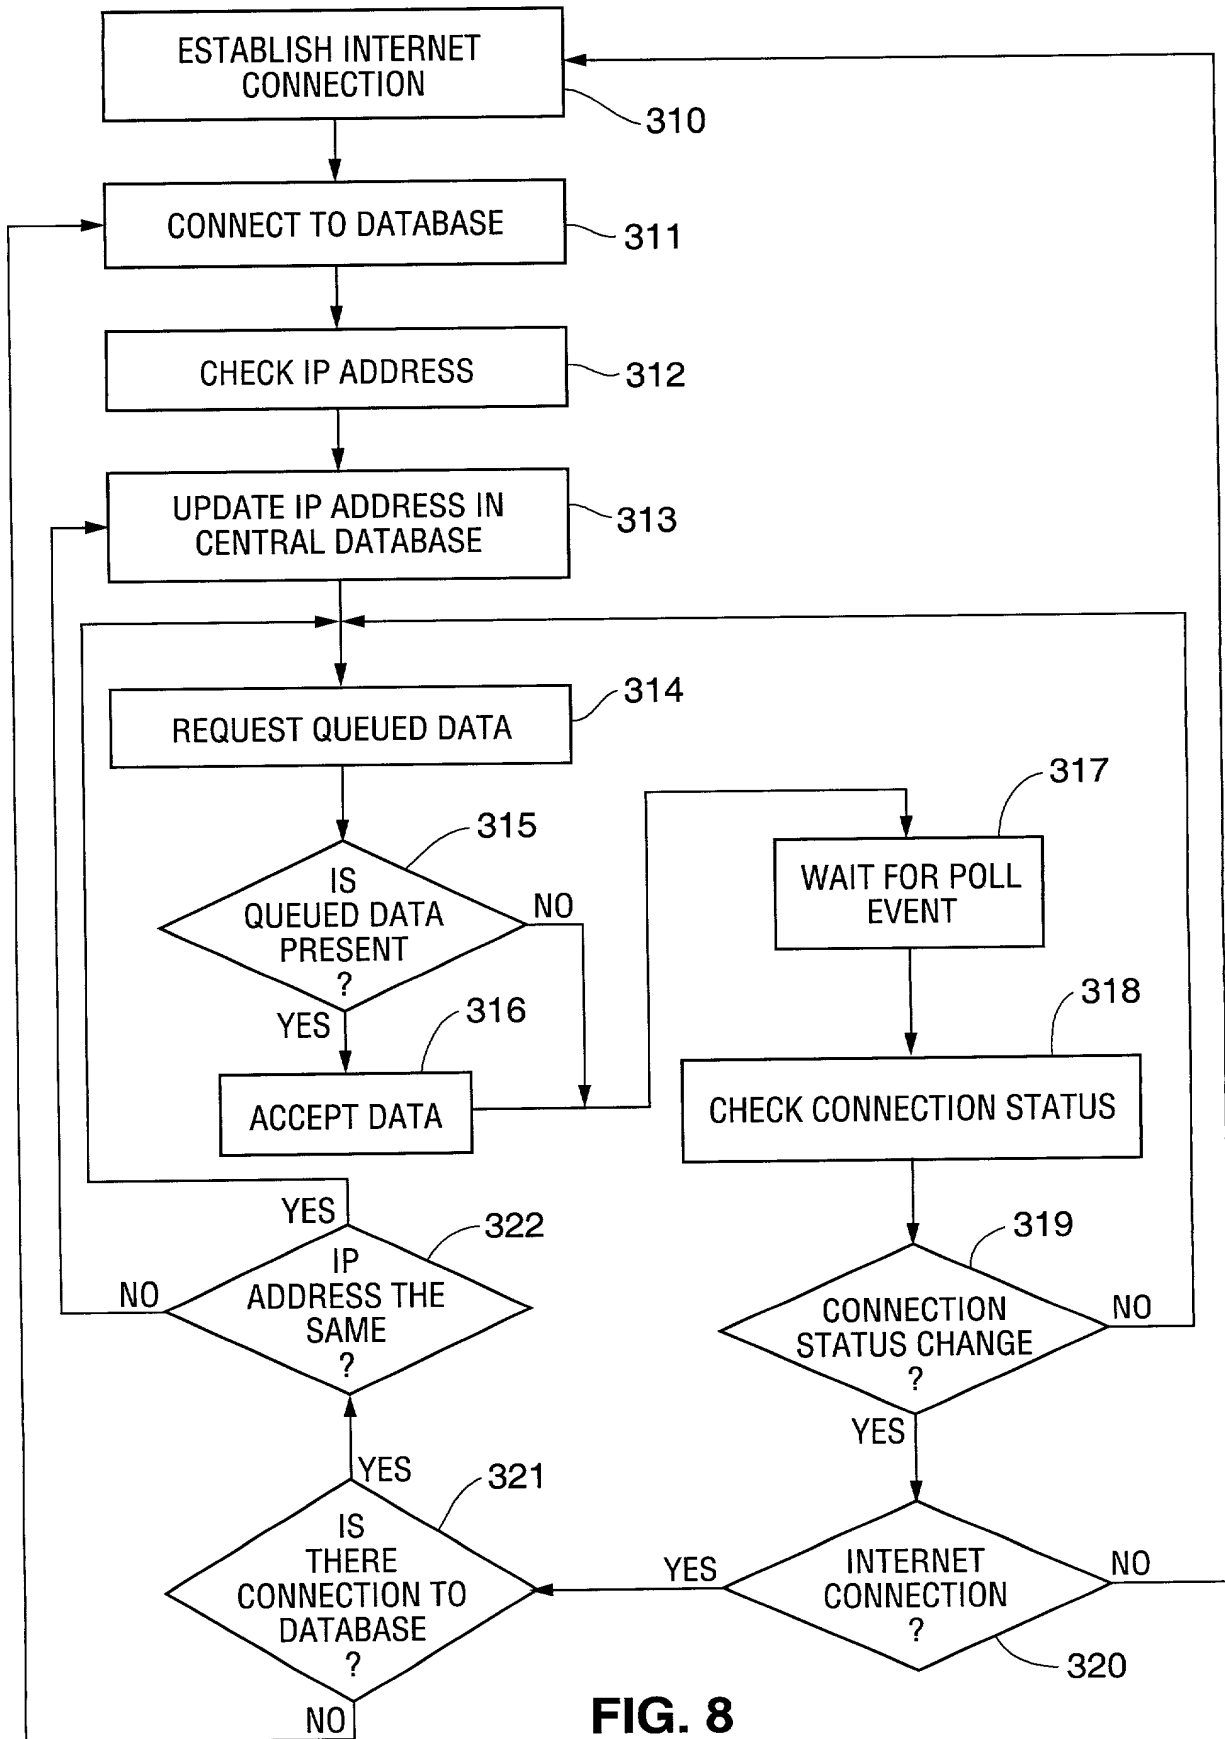 ESTABLISH INTERNET
CONNECTION
310
CONNECT TO DATABASE
311
CHECK IP ADDRESS
312
UPDATE IP ADDRESS IN
CENTRAL DATABASE
313
REQUEST QUEUED DATA
314
IS
QUEUED DATA
PRESENT
?
315
NO
YES
ACCEPT DATA
316
WAIT FOR POLL
EVENT
317
CHECK CONNECTION STATUS
318
CONNECTION
STATUS CHANGE
?
319
NO
YES
INTERNET
CONNECTION
?
320
NO
YES
IS
THERE
CONNECTION TO
DATABASE
?
321
NO
YES
IP
ADDRESS THE
SAME
?
322
YES
NO
FIG. 8